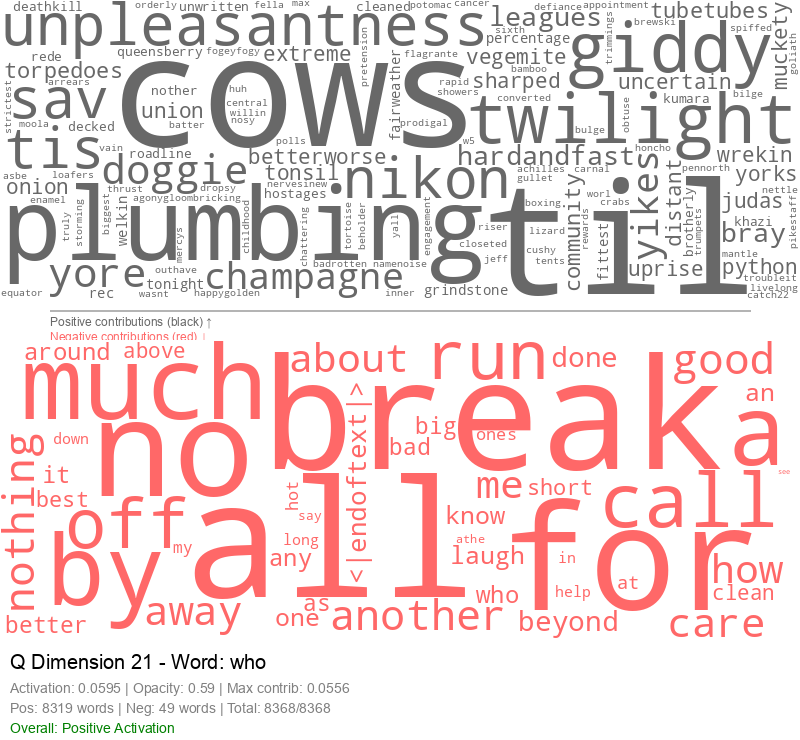 deathkill orderly unwritten fella max cleaned potomac cancer defiance appointment brewski
unpleasantness leagues sixth percentage trimmings tubetubes spiffed muckety goliath
rede queensberry fogeyfogy extreme pretension flagrante vegemite giddy
torpedoes arrears cows fairweather rapid bamboo sharped uncertain
strictest sav nother huh showers converted kumara bilge
moola union central willin nosy batter prodigal twilight obtuse
tis decked vain polls w5 bulge honcho
asbe loafers roadline doggie betterworse tonsil nikon hardandfast wrekin
onion enamel thrust dropsy nervesinew hostages achilles gullet carnal pennorth yorks
agonygloombricking biggest welkin childhood tortoise beholder yall engagement boxing worl crabs yikes distant brotherly judas nettle
plumbing truly storming mercys chattering riser lizard til community rewards trumpets khazi bray pikestaff
closeted cushy fittest mantle
yore outhave badrotten namenoise jeff tents uprise python
equator rec wasnt tonight happygolden champagne inner grindstone troubleit livelong catch22
Positive contributions (black) ↑
Negative contributions (red) ↓
around above about run done good
much no break a an
down big ones bad <|endoftext|>
nothing it best off all hot say me short call see
by my long any know laugh athe for in how
away one as another who help at clean
better beyond care
Q Dimension 21 - Word: who
Activation: 0.0595 | Opacity: 0.59 | Max contrib: 0.0556
Pos: 8319 words | Neg: 49 words | Total: 8368/8368
Overall: Positive Activation